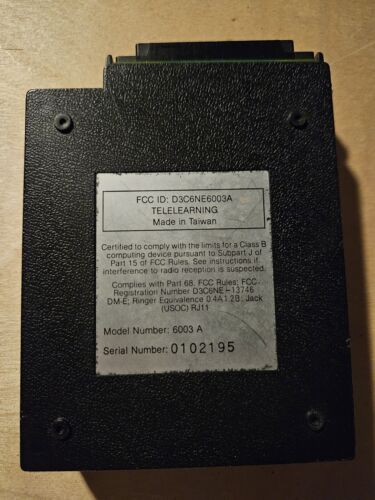 FCC ID: D3C6NE6003A
TELELEARNING
Made in Taiwan
Certified to comply with the limits for a Class B
computing device pursuant to Subpart J of
Part 15 of FCC Rules. See instructions if
interference to radio reception is suspected.
Complies with Part 68, FCC Rules; FCC
Registration Number D3C6NE-13746
DM-E; Ringer Equivalence 0.4A1.2B; Jack
(USOC) RJ11
Model Number: 6003 A
Serial Number: 0102195